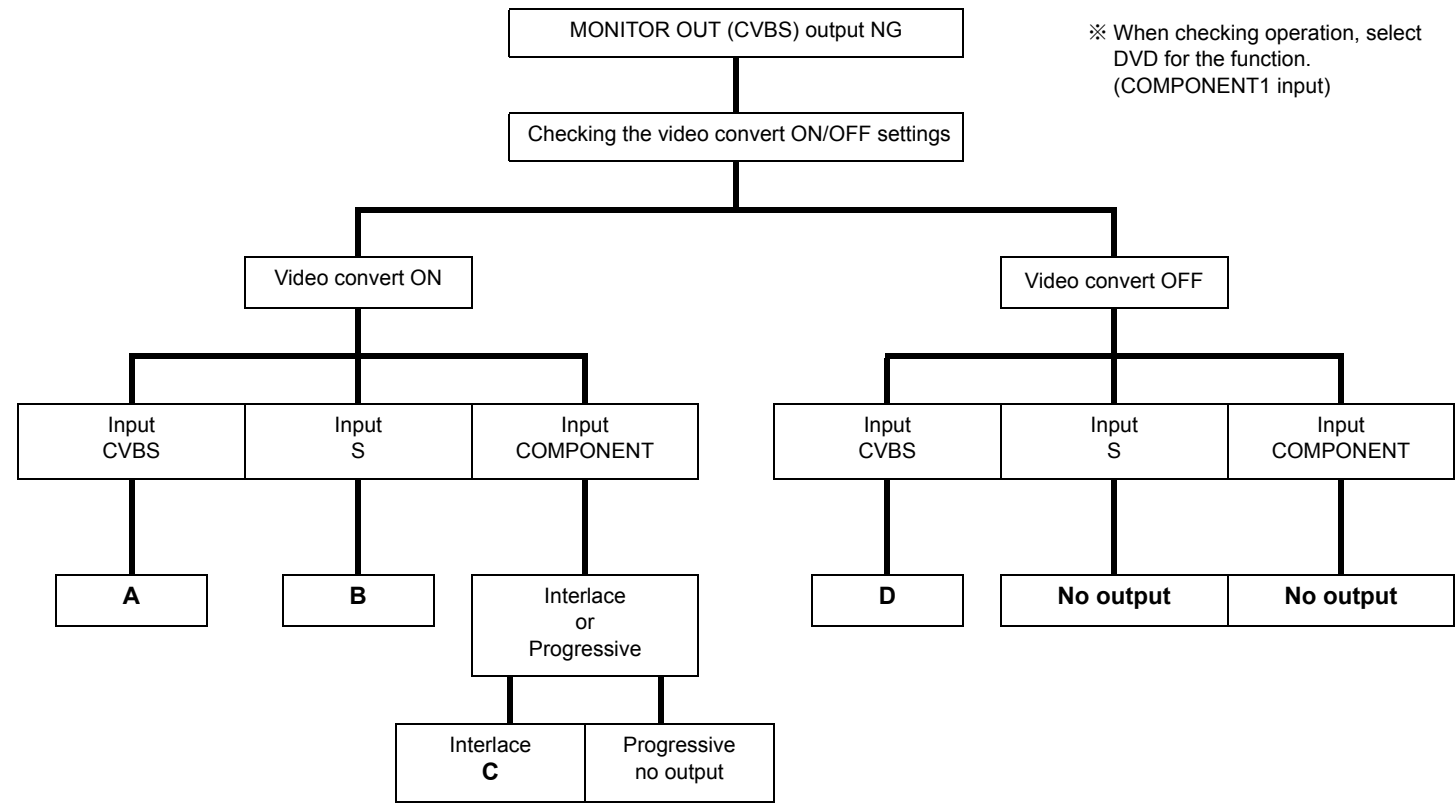 MONITOR OUT (CVBS) output NG
※ When checking operation, select
DVD for the function.
(COMPONENT1 input)
Checking the video convert ON/OFF settings
Video convert ON
Video convert OFF
Input
CVBS
Input
S
Input
COMPONENT
Input
CVBS
Input
S
Input
COMPONENT
A
B
Interlace
or
Progressive
D
No output
No output
Interlace
C
Progressive
no output